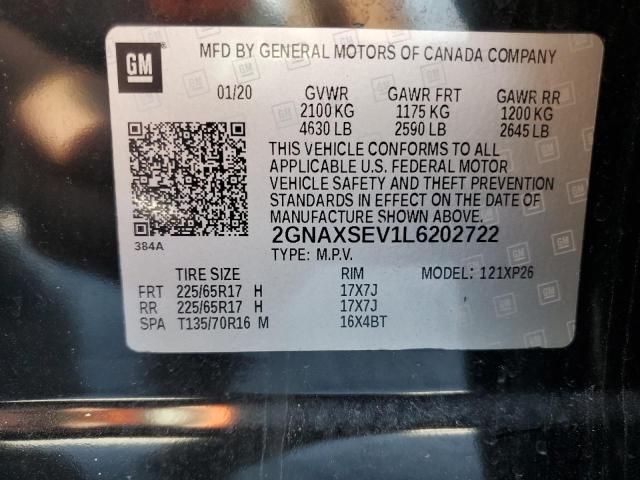 GM
MFD BY GENERAL MOTORS OF CANADA COMPANY
01/20 GVWR GAWR FRT GAWR RR
2100 KG 1175 KG 1200 KG
4630 LB 2590 LB 2645 LB
THIS VEHICLE CONFORMS TO ALL
APPLICABLE U.S. FEDERAL MOTOR
VEHICLE SAFETY AND THEFT PREVENTION
STANDARDS IN EFFECT ON THE DATE OF
MANUFACTURE SHOWN ABOVE.
384A 2GNAXSEV1L6202722
TYPE: M.P.V.
TIRE SIZE RIM MODEL: 121XP26
FRT 225/65R17 H 17X7J
RR 225/65R17 H 17X7J
SPA T135/70R16 M 16X4BT